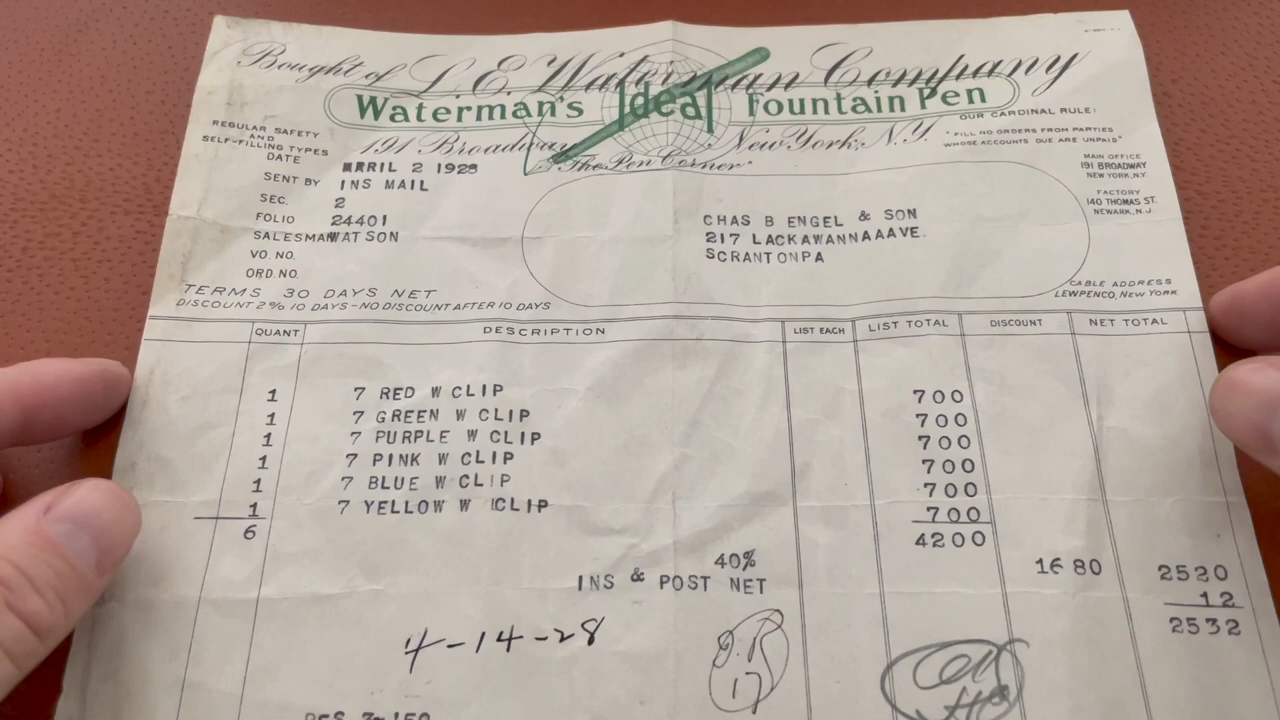 Bought of L. E. Waterman Company
Waterman's Ideal Fountain Pen
191 Broadway, New York, N.Y.
"The Pen Corner"
REGULAR SAFETY
AND
SELF-FILLING TYPES
OUR CARDINAL RULE:
"FILL NO ORDERS FROM PARTIES
WHOSE ACCOUNTS DUE ARE UNPAID"
MAIN OFFICE
191 BROADWAY
NEW YORK, N.Y.
FACTORY
140 THOMAS ST.
NEWARK, N.J.
DATE APRIL 2 1928
SENT BY INS MAIL
SEC. 2
FOLIO 24401
SALESMAN WATSON
VO. NO.
ORD. NO.
CHAS B ENGEL & SON
217 LACKAWANNAAAVE.
SCRANTONPA
TERMS 30 DAYS NET
DISCOUNT 2% 10 DAYS-NO DISCOUNT AFTER 10 DAYS
CABLE ADDRESS
LEWPENCO, NEW YORK
QUANT DESCRIPTION LIST EACH LIST TOTAL DISCOUNT NET TOTAL
1 7 RED W CLIP 700
1 7 GREEN W CLIP 700
1 7 PURPLE W CLIP 700
1 7 PINK W CLIP 700
1 7 BLUE W CLIP 700
1 7 YELLOW W CLIP 700
6 4200
40% 16 80 2520
INS & POST NET 12
2532
4-14-28
17